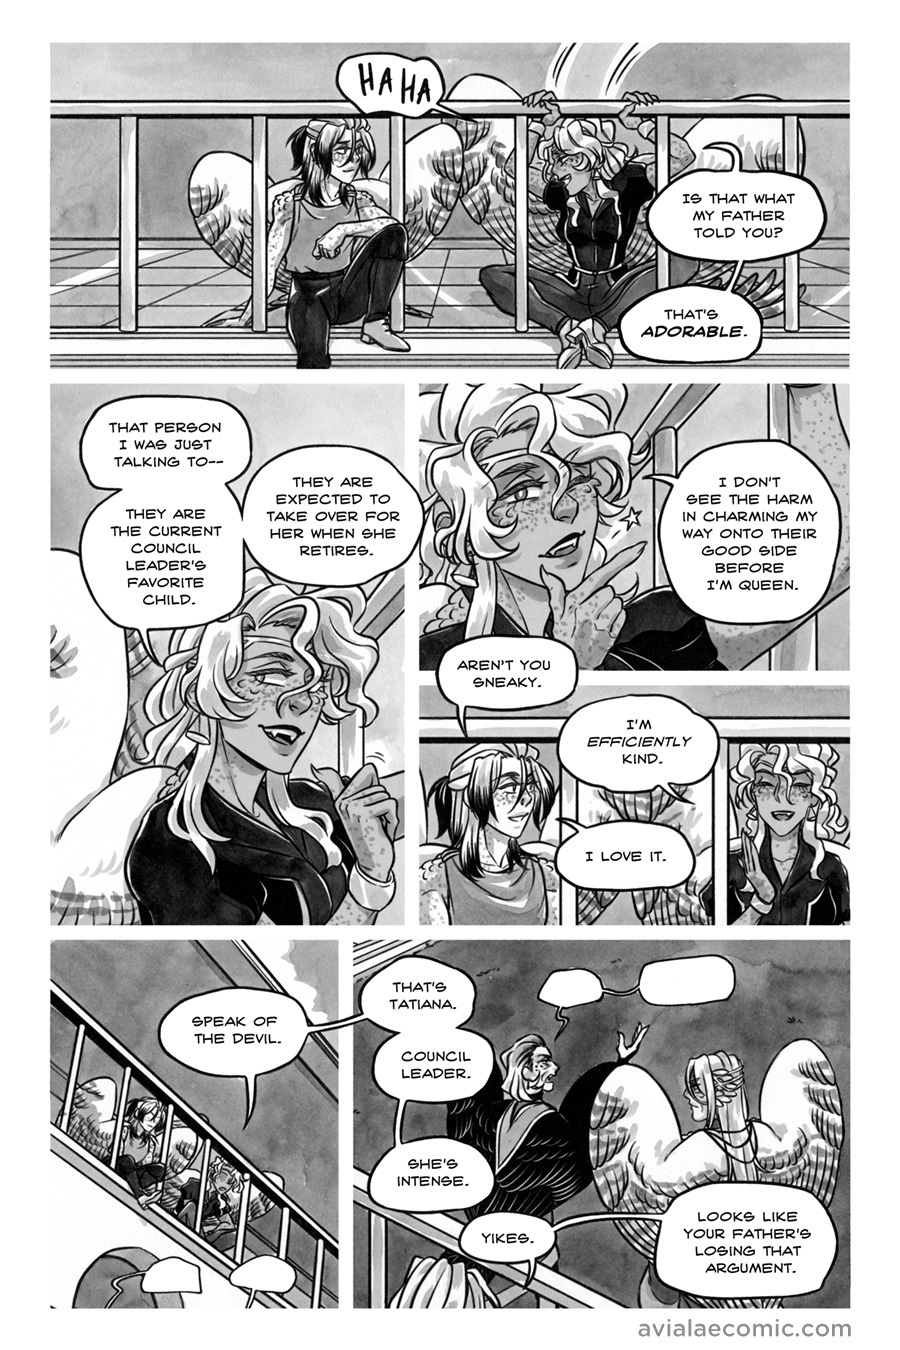 HA HA
IS THAT WHAT
MY FATHER
TOLD YOU?
THAT'S
ADORABLE.
THAT PERSON
I WAS JUST
TALKING TO--
THEY ARE
THE CURRENT
COUNCIL
LEADER'S
FAVORITE
CHILD.
THEY ARE
EXPECTED TO
TAKE OVER FOR
HER WHEN SHE
RETIRES.
I DON'T
SEE THE HARM
IN CHARMING MY
WAY ONTO THEIR
GOOD SIDE
BEFORE
I'M QUEEN.
AREN'T YOU
SNEAKY.
I'M
EFFICIENTLY
KIND.
I LOVE IT.
SPEAK OF
THE DEVIL.
THAT'S
TATIANA.
COUNCIL
LEADER.
SHE'S
INTENSE.
YIKES.
LOOKS LIKE
YOUR FATHER'S
LOSING THAT
ARGUMENT.
avialaecomic.com